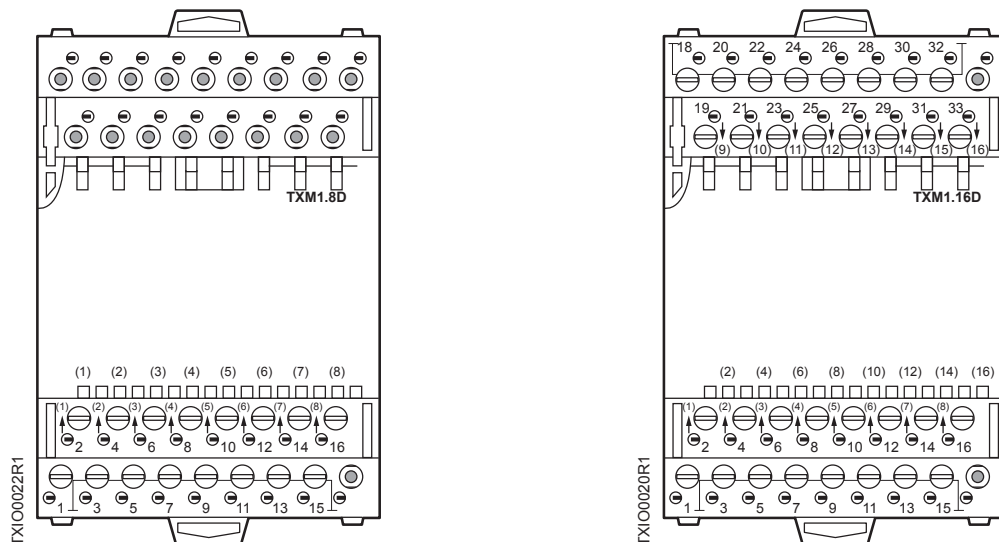 TXM1.8D
(1) (2) (3) (4) (5) (6) (7) (8)
(1) (2) (3) (4) (5) (6) (7) (8)
2 4 6 8 10 12 14 16
1 3 5 7 9 11 13 15
TXIO00022R1
18 20 22 24 26 28 30 32
19 21 23 25 27 29 31 33
(9) (10) (11) (12) (13) (14) (15) (16)
TXM1.16D
(2) (4) (6) (8) (10) (12) (14) (16)
(1) (2) (3) (4) (5) (6) (7) (8)
2 4 6 8 10 12 14 16
1 3 5 7 9 11 13 15
TXIO0020R1